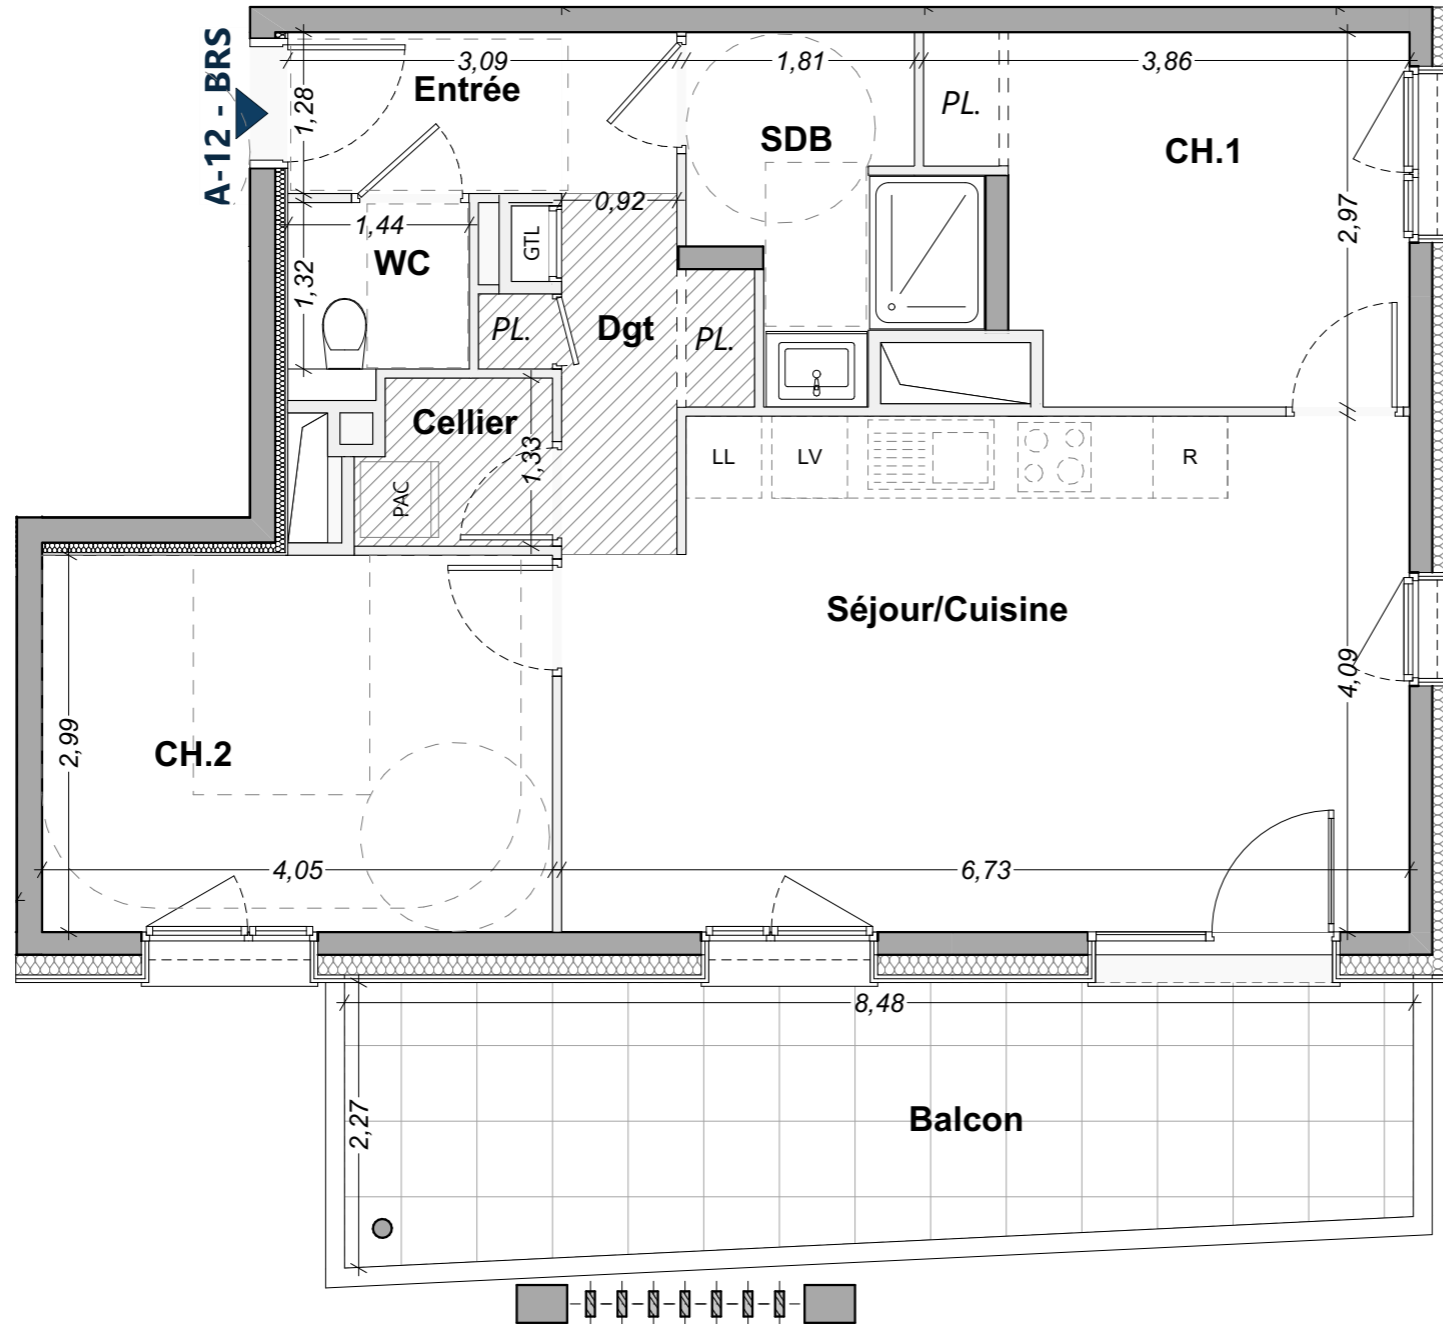 A-12 - BRS
3,09
1,81
3,86
Entrée
1,28
SDB
PL.
CH.1
0,92
1,44
GTL
2,97
WC
1,32
PL.
Dgt
PL.
Cellier
1,33
PAC
LL
LV
R
Séjour/Cuisine
4,09
2,99
CH.2
4,05
6,73
8,48
2,27
Balcon